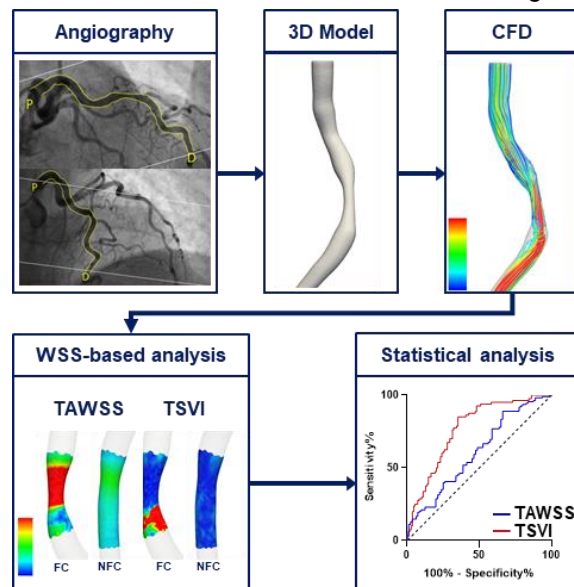 Angiography
3D Model
CFD
P
D
P
D
WSS-based analysis
TAWSS
TSVI
FC
NFC
FC
NFC
Statistical analysis
Sensitivity%
100
50
0
0
50
100
100% - Specificity%
TAWSS
TSVI